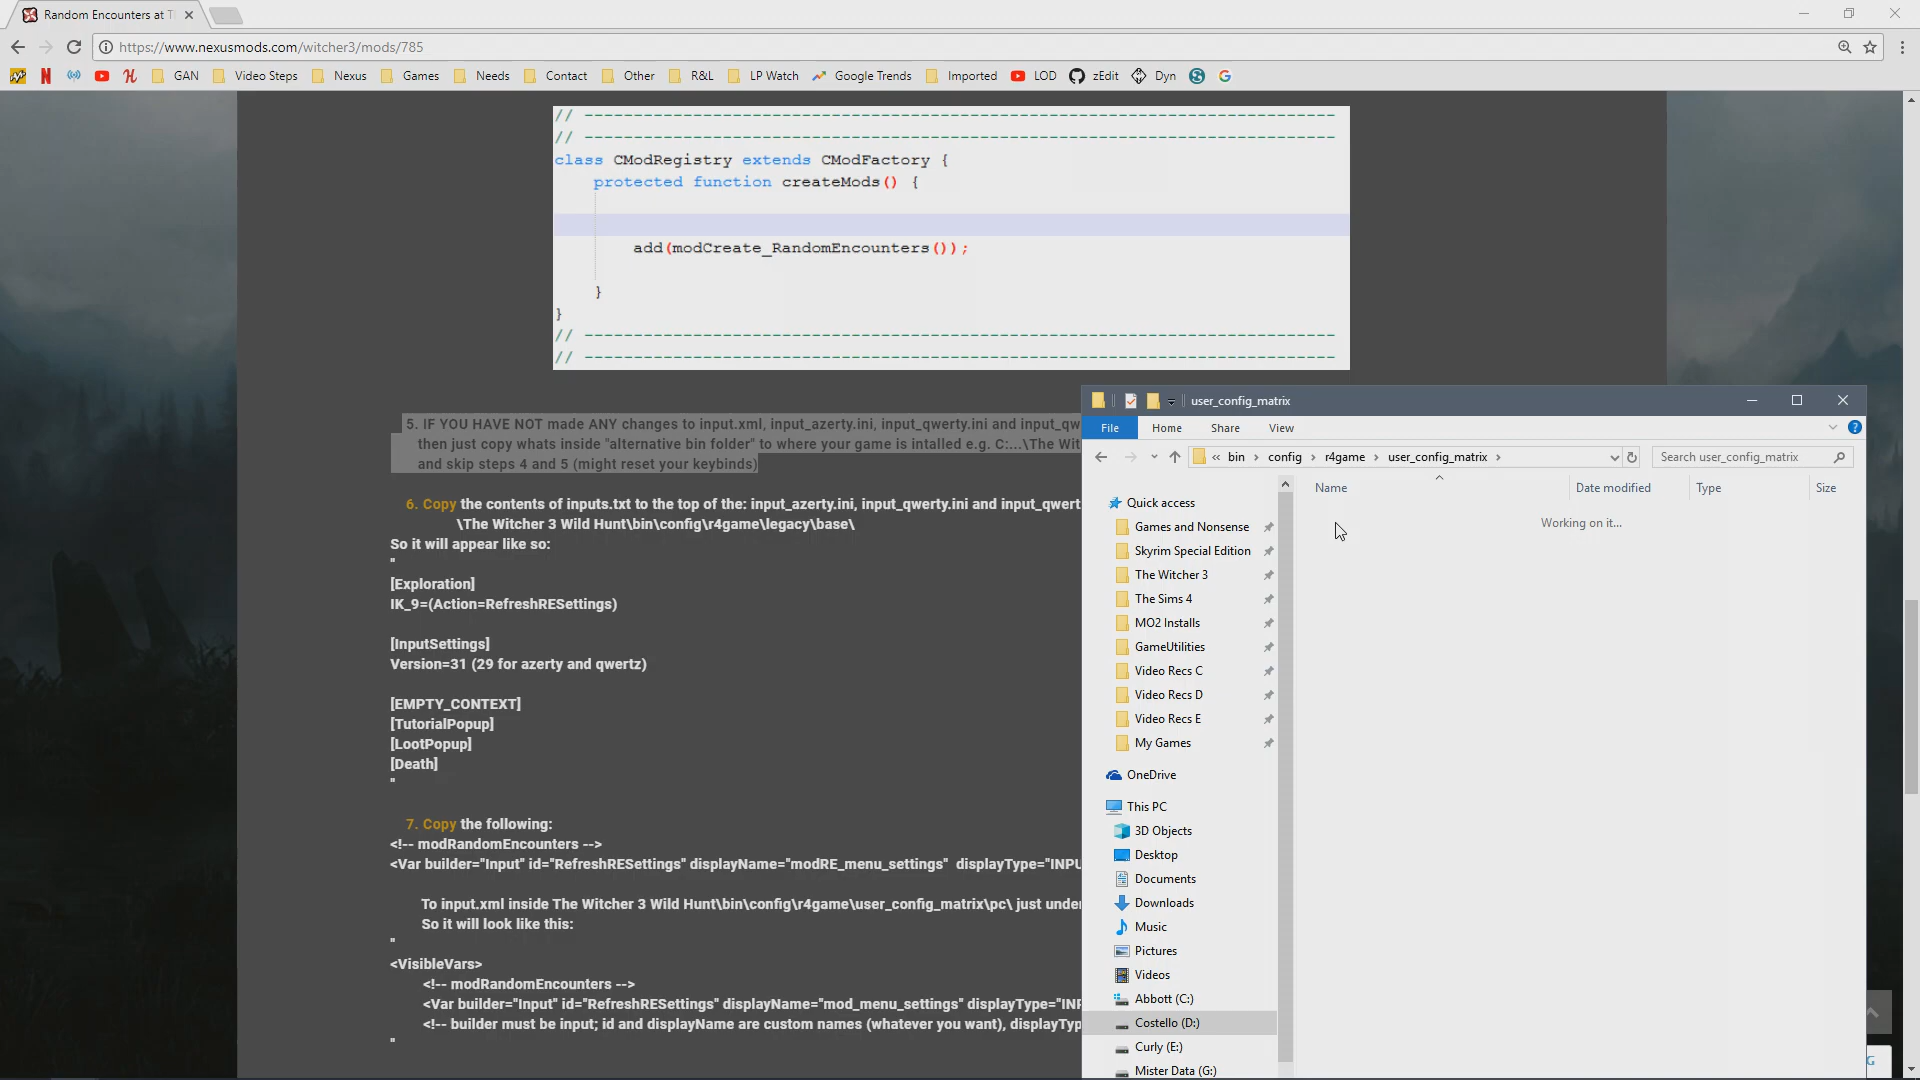 Random Encounters at T
https://www.nexusmods.com/witcher3/mods/785
GAN
Video Steps
Nexus
Games
Needs
Contact
Other
R&L
LP Watch
Google Trends
Imported
LOD
zEdit
Dyn
// ----------------------------------------------------------------------------
// ----------------------------------------------------------------------------
class CModRegistry extends CModFactory {
protected function createMods() {
add(modCreate_RandomEncounters());
}
}
// ----------------------------------------------------------------------------
// ----------------------------------------------------------------------------
5. IF YOU HAVE NOT made ANY changes to input.xml, input_azerty.ini, input_qwerty.ini and input_qw
then just copy whats inside "alternative bin folder" to where your game is intalled e.g. C:...\The Wit
and skip steps 4 and 5 (might reset your keybinds)
6. Copy the contents of inputs.txt to the top of the: input_azerty.ini, input_qwerty.ini and input_qwert
\The Witcher 3 Wild Hunt\bin\config\r4game\legacy\base\
So it will appear like so:
"
[Exploration]
IK_9=(Action=RefreshRESettings)
[InputSettings]
Version=31 (29 for azerty and qwertz)
[EMPTY_CONTEXT]
[TutorialPopup]
[LootPopup]
[Death]
"
7. Copy the following:
<!-- modRandomEncounters -->
<Var builder="Input" id="RefreshRESettings" displayName="modRE_menu_settings" displayType="INPU
To input.xml inside The Witcher 3 Wild Hunt\bin\config\r4game\user_config_matrix\pc\ just unde
So it will look like this:
"
<VisibleVars>
<!-- modRandomEncounters -->
<Var builder="Input" id="RefreshRESettings" displayName="mod_menu_settings" displayType="INP
<!-- builder must be input; id and displayName are custom names (whatever you want), displayTyp
"
user_config_matrix
File
Home
Share
View
« bin > config > r4game > user_config_matrix >
Search user_config_matrix
Name
Date modified
Type
Size
Working on it...
Quick access
Games and Nonsense
Skyrim Special Edition
The Witcher 3
The Sims 4
MO2 Installs
GameUtilities
Video Recs C
Video Recs D
Video Recs E
My Games
OneDrive
This PC
3D Objects
Desktop
Documents
Downloads
Music
Pictures
Videos
Abbott (C:)
Costello (D:)
Curly (E:)
Mister Data (G:)